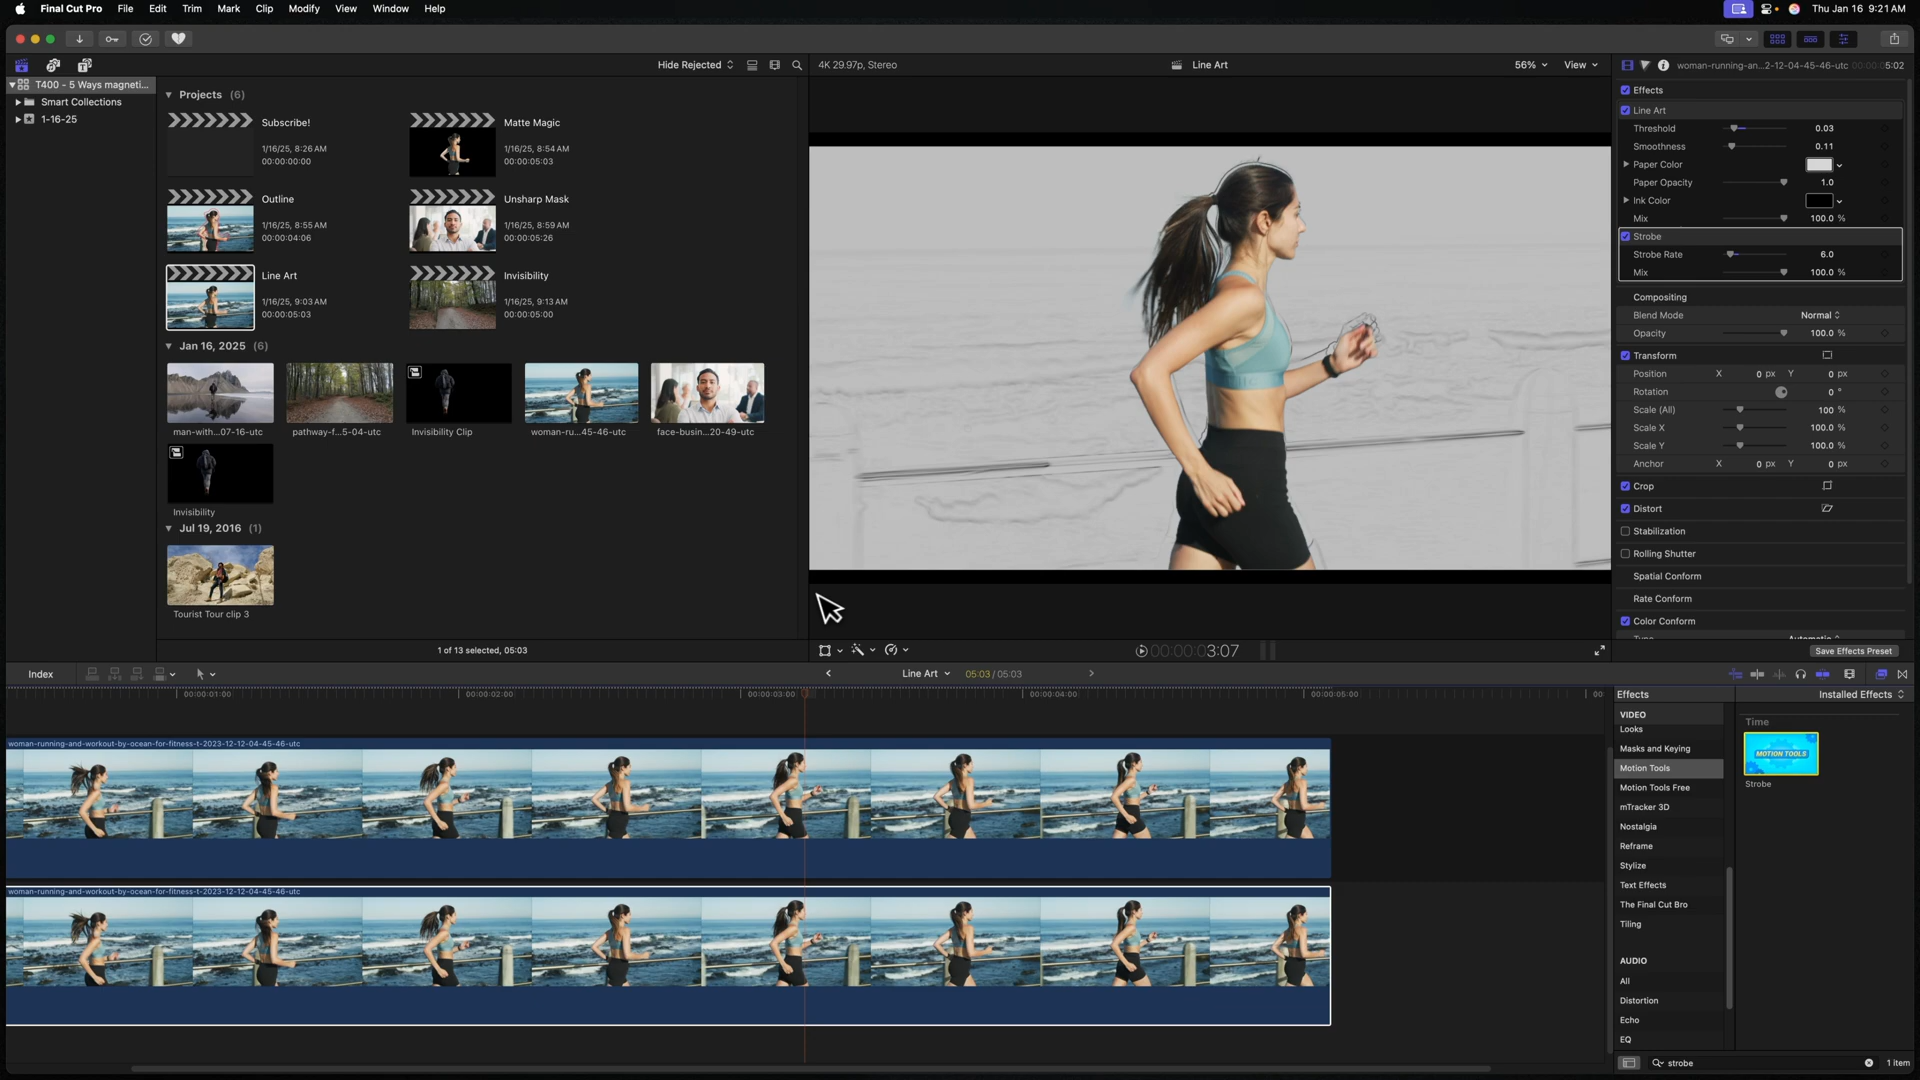 Final Cut Pro File Edit Trim Mark Clip Modify View Window Help Thu Jan 16 9:21 AM
Hide Rejected 4K 29.97p, Stereo Line Art 56% View woman-running-an...2-12-04-45-46-utc 00:00:05:02
T400 - 5 Ways magneti...
Smart Collections
1-16-25
Projects (6)
Subscribe!
1/16/25, 8:26 AM
00:00:00:00
Matte Magic
1/16/25, 8:54 AM
00:00:05:03
Outline
1/16/25, 8:55 AM
00:00:04:06
Unsharp Mask
1/16/25, 8:59 AM
00:00:05:26
Line Art
1/16/25, 9:03 AM
00:00:05:03
Invisibility
1/16/25, 9:13 AM
00:00:05:00
Jan 16, 2025 (6)
man-with...07-16-utc
pathway-f...5-04-utc
Invisibility Clip
woman-ru...45-46-utc
face-busin...20-49-utc
Invisibility
Jul 19, 2016 (1)
Tourist Tour clip 3
1 of 13 selected, 05:03
00:00:03:07
Effects
Line Art
Threshold 0.03
Smoothness 0.11
Paper Color
Paper Opacity 1.0
Ink Color
Mix 100.0 %
Strobe
Strobe Rate 6.0
Mix 100.0 %
Compositing
Blend Mode Normal
Opacity 100.0 %
Transform
Position X 0 px Y 0 px
Rotation 0 °
Scale (All) 100 %
Scale X 100.0 %
Scale Y 100.0 %
Anchor X 0 px Y 0 px
Crop
Distort
Stabilization
Rolling Shutter
Spatial Conform
Rate Conform
Color Conform
Type Automatic
Save Effects Preset
Index Line Art 05:03 / 05:03
00:00:01:00 00:00:02:00 00:00:03:00 00:00:04:00 00:00:05:00 00
woman-running-and-workout-by-ocean-for-fitness-t-2023-12-12-04-45-46-utc
woman-running-and-workout-by-ocean-for-fitness-t-2023-12-12-04-45-46-utc
Effects Installed Effects
VIDEO
Looks
Masks and Keying
Motion Tools
Motion Tools Free
mTracker 3D
Nostalgia
Reframe
Stylize
Text Effects
The Final Cut Bro
Tiling
AUDIO
All
Distortion
Echo
EQ
Time
MOTION TOOLS
Strobe
strobe 1 item